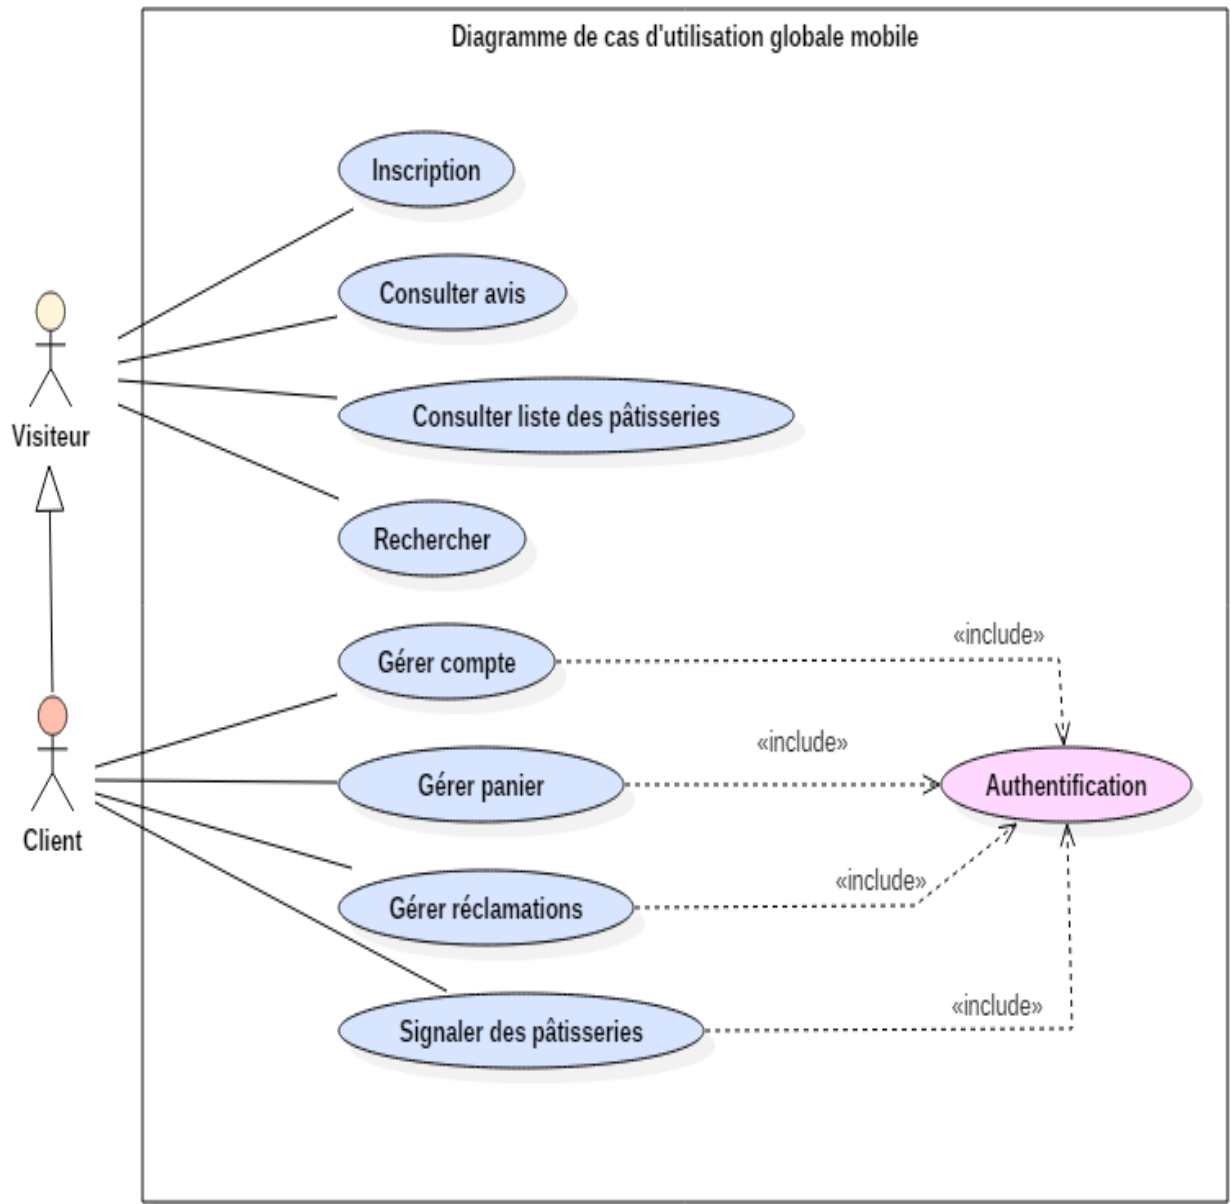 Diagramme de cas d'utilisation globale mobile
Inscription
Consulter avis
Consulter liste des pâtisseries
Visiteur
Rechercher
«include»
Gérer compte
«include»
Gérer panier
Authentification
Client
«include»
Gérer réclamations
«include»
Signaler des pâtisseries